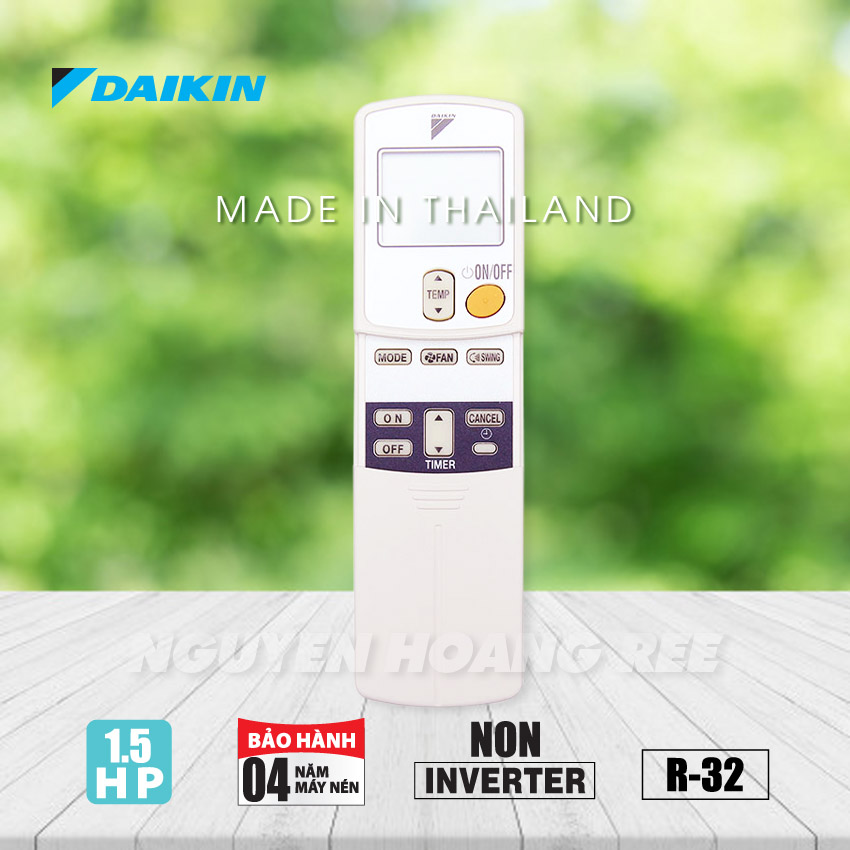 DAIKIN
DAIKIN
MADE IN THAILAND
ON/OFF
TEMP
MODE FAN SWING
ON CANCEL
OFF
TIMER
NGUYEN HOANG REE
1.5
HP
BẢO HÀNH
04 NĂM
MÁY NÉN
NON
INVERTER
R-32